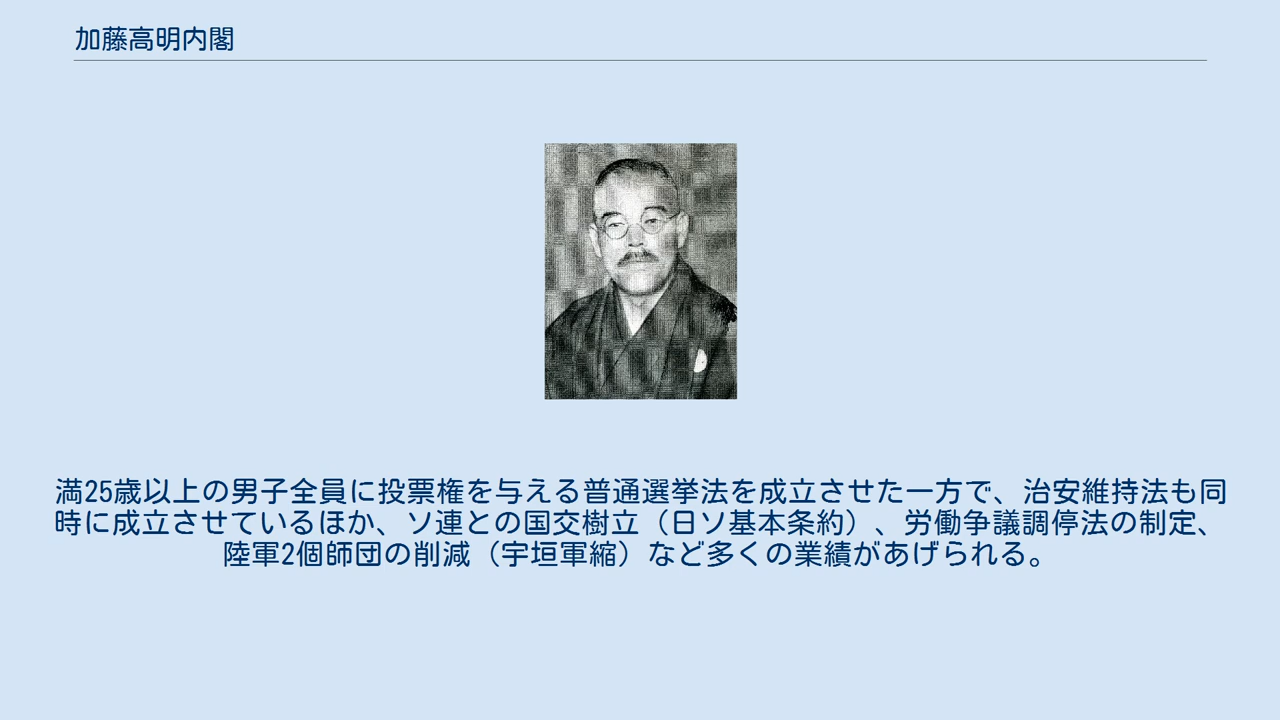 加藤高明内閣
満25歳以上の男子全員に投票権を与える普通選挙法を成立させた一方で、治安維持法も同
時に成立させているほか、ソ連との国交樹立（日ソ基本条約）、労働争議調停法の制定、
陸軍2個師団の削減（宇垣軍縮）など多くの業績があげられる。